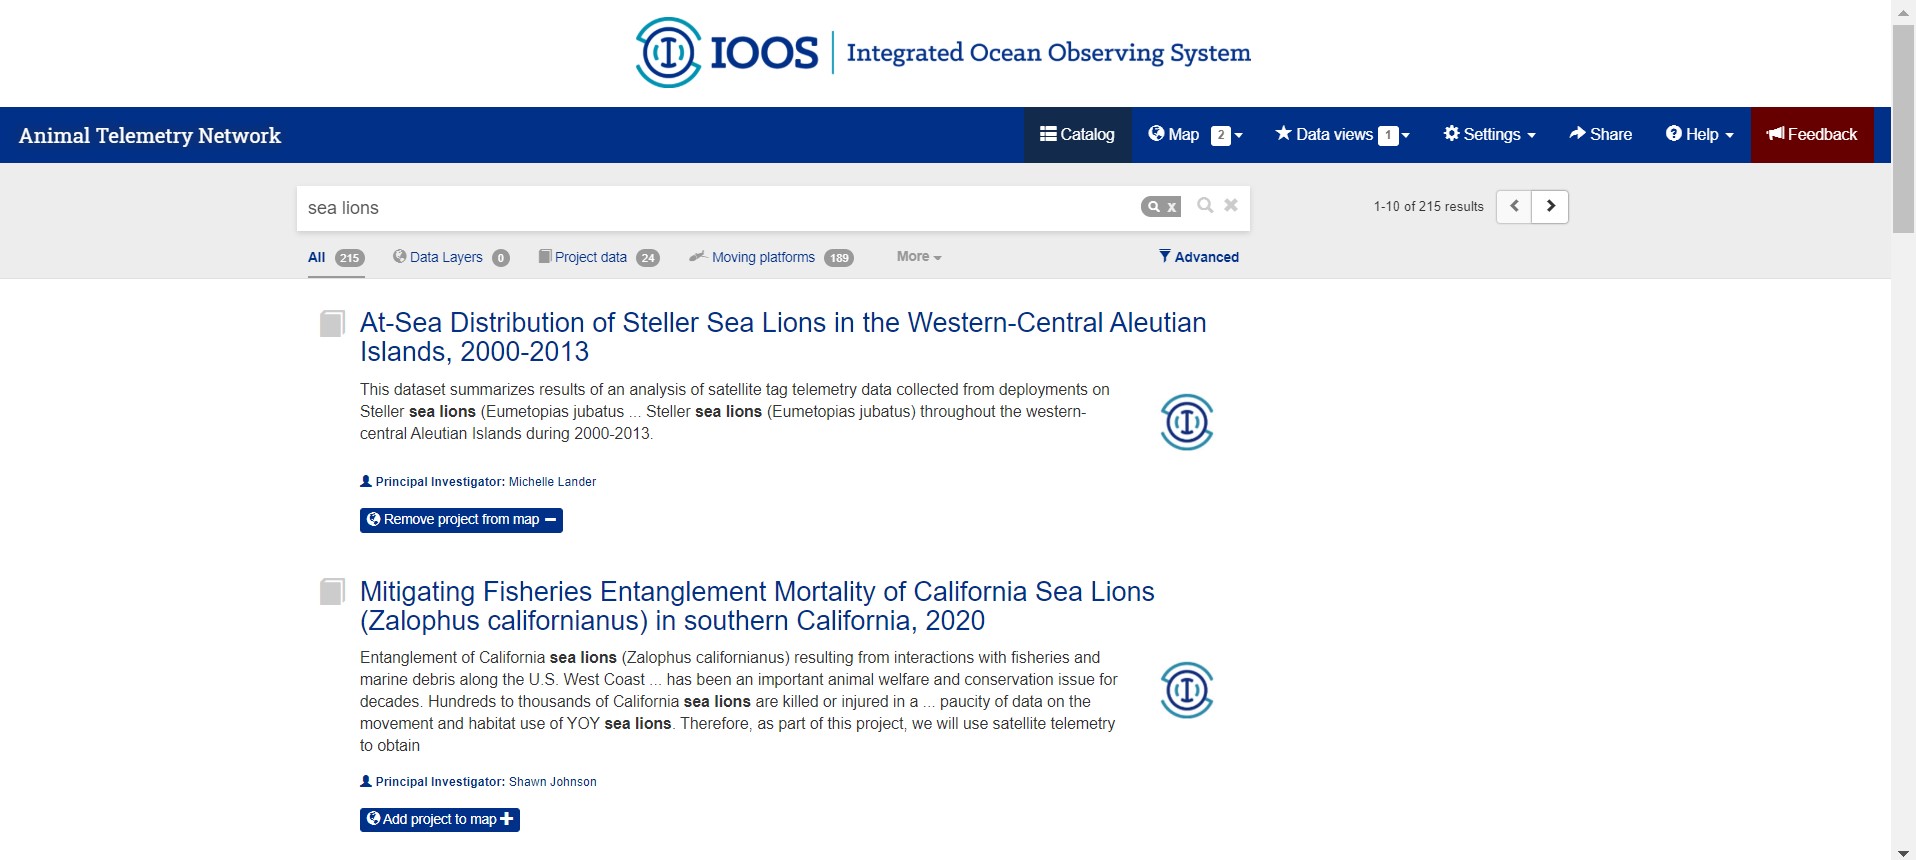 IOOS Integrated Ocean Observing System
Animal Telemetry Network
Catalog Map 2 Data views 1 Settings Share Help Feedback
sea lions x
1-10 of 215 results
All 215 Data Layers 0 Project data 24 Moving platforms 189 More Advanced
At-Sea Distribution of Steller Sea Lions in the Western-Central Aleutian
Islands, 2000-2013
This dataset summarizes results of an analysis of satellite tag telemetry data collected from deployments on
Steller sea lions (Eumetopias jubatus ... Steller sea lions (Eumetopias jubatus) throughout the western-
central Aleutian Islands during 2000-2013.
Principal Investigator: Michelle Lander
Remove project from map
Mitigating Fisheries Entanglement Mortality of California Sea Lions
(Zalophus californianus) in southern California, 2020
Entanglement of California sea lions (Zalophus californianus) resulting from interactions with fisheries and
marine debris along the U.S. West Coast ... has been an important animal welfare and conservation issue for
decades. Hundreds to thousands of California sea lions are killed or injured in a ... paucity of data on the
movement and habitat use of YOY sea lions. Therefore, as part of this project, we will use satellite telemetry
to obtain
Principal Investigator: Shawn Johnson
Add project to map